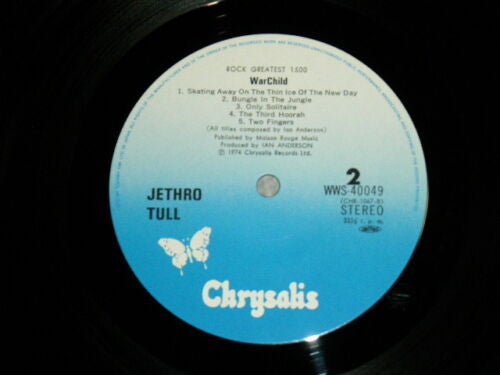 ROCK GREATEST 1500
WarChild
1. Skating Away On The Thin Ice Of The New Day
2. Bungle In The Jungle
3. Only Solitaire
4. The Third Hoorah
5. Two Fingers
(All titles composed by Ian Anderson)
Published by Maison Rouge Music
Produced by IAN ANDERSON
℗ 1974 Chrysalis Records Ltd.
JETHRO
TULL
2
WWS-40049
(CHR 1067-B)
STEREO
Chrysalis